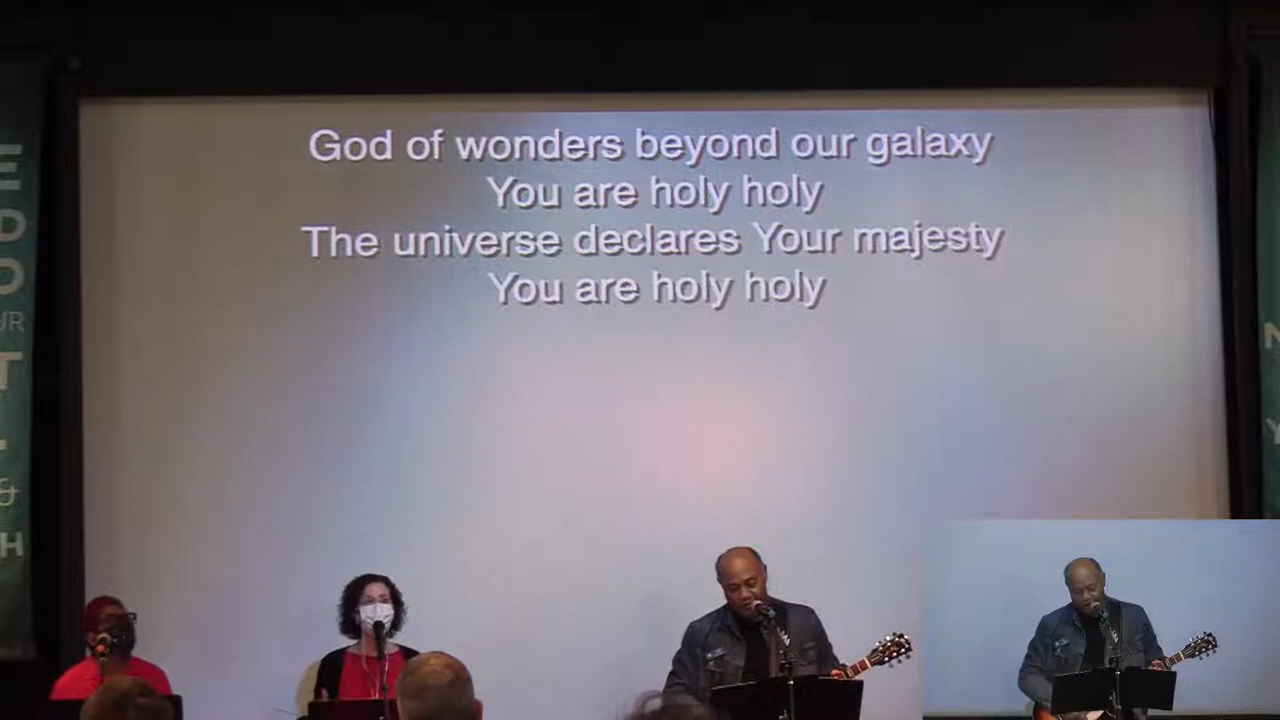 God of wonders beyond our galaxy
You are holy holy
The universe declares Your majesty
You are holy holy